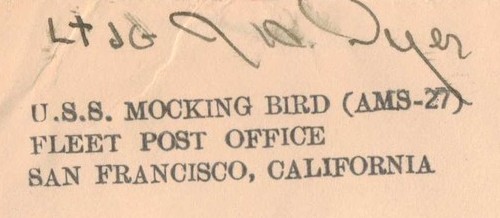 Lt JG J W. Dyer
U.S.S. MOCKING BIRD (AMS-27)
FLEET POST OFFICE
SAN FRANCISCO, CALIFORNIA